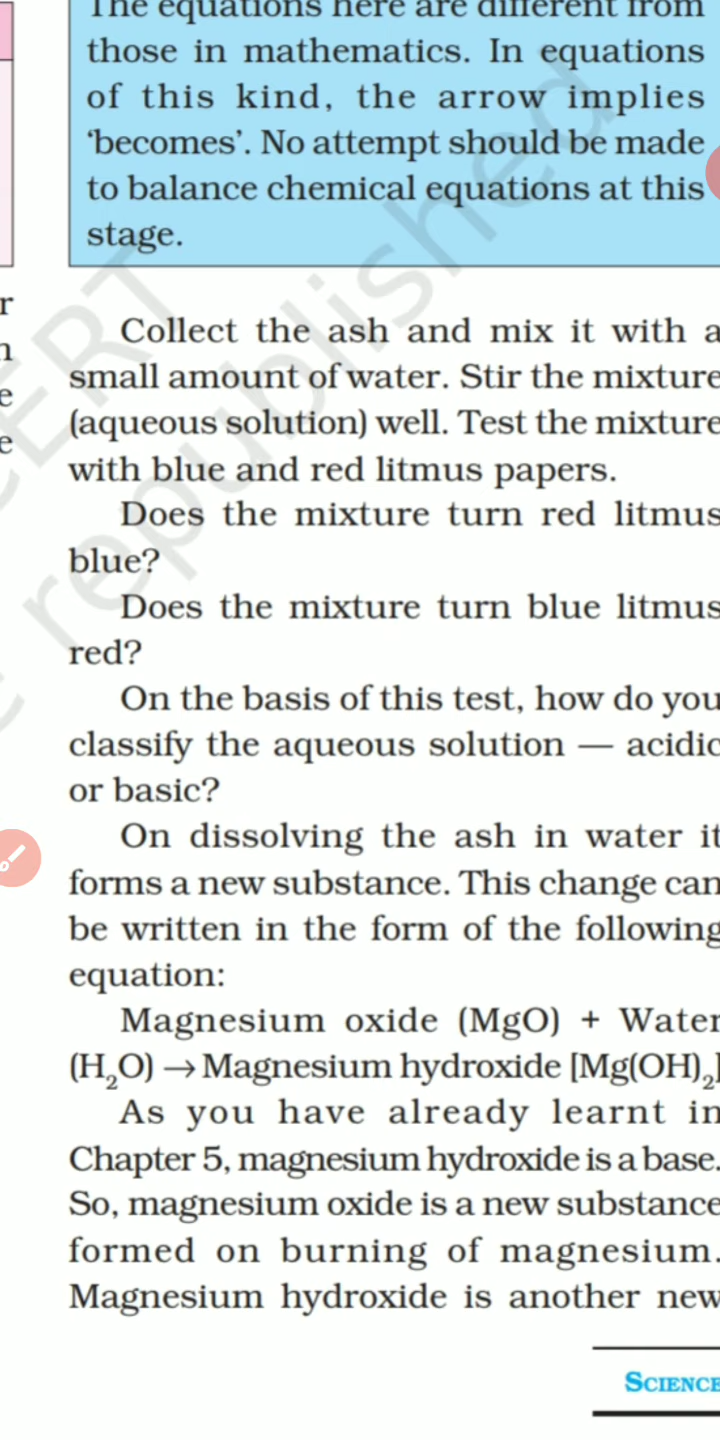 The equations here are different from
those in mathematics. In equations
of this kind, the arrow implies
‘becomes’. No attempt should be made
to balance chemical equations at this
stage.
r
n
e
e
Collect the ash and mix it with a
small amount of water. Stir the mixture
(aqueous solution) well. Test the mixture
with blue and red litmus papers.
Does the mixture turn red litmus
blue?
Does the mixture turn blue litmus
red?
On the basis of this test, how do you
classify the aqueous solution — acidic
or basic?
On dissolving the ash in water it
forms a new substance. This change can
be written in the form of the following
equation:
Magnesium oxide (MgO) + Water
(H₂O) → Magnesium hydroxide [Mg(OH)₂]
As you have already learnt in
Chapter 5, magnesium hydroxide is a base.
So, magnesium oxide is a new substance
formed on burning of magnesium.
Magnesium hydroxide is another new
SCIENCE
republished